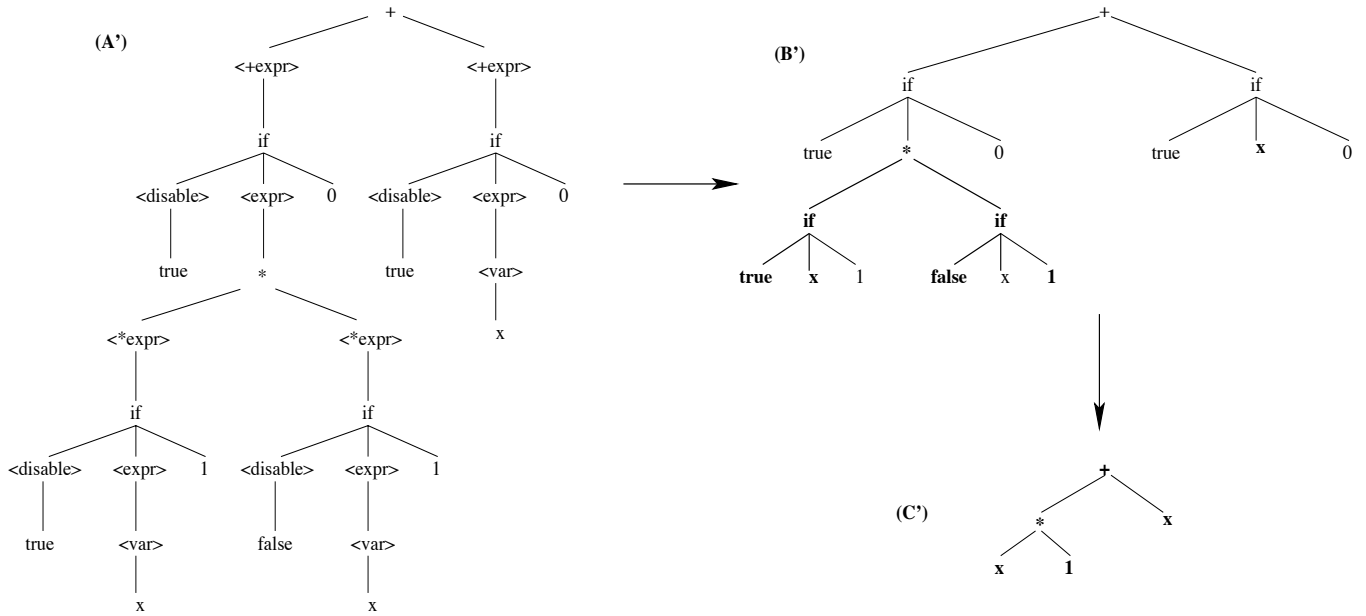 +
(A’)
<+expr> <+expr>
if if
<disable> <expr> 0 <disable> <expr> 0
true * true <var>
<*expr> <*expr> x
if if
<disable> <expr> 1 <disable> <expr> 1
true <var> false <var>
x x
+
(B’)
if if
true * 0 true x 0
if if
true x 1 false x 1
+
(C’)
* x
x 1